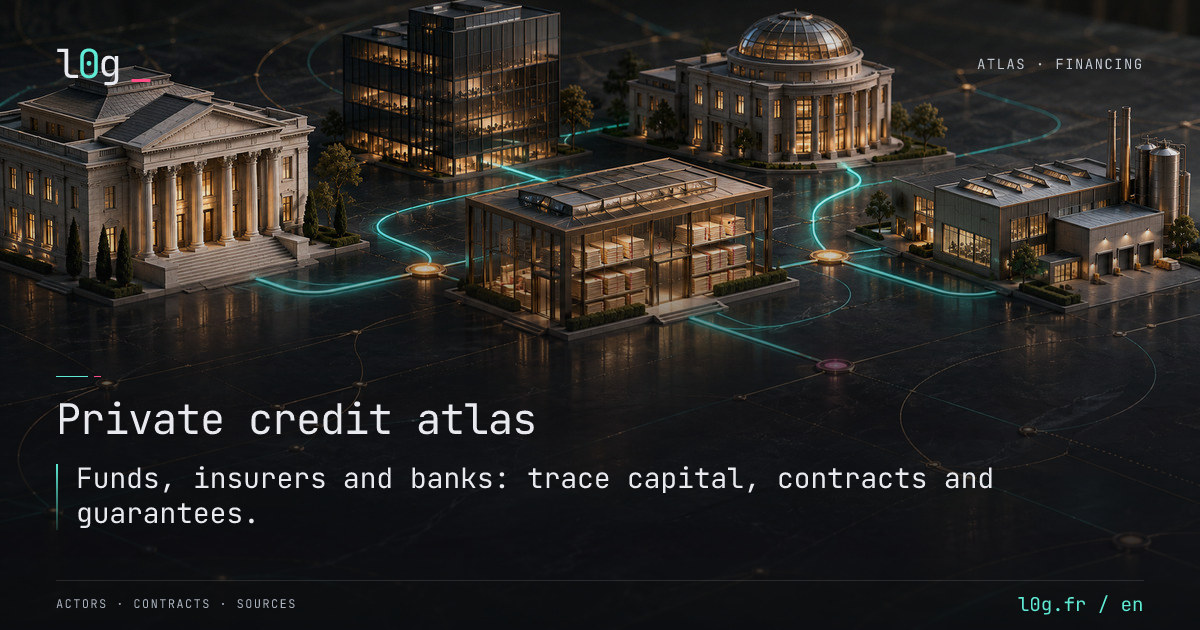 l0g _
ATLAS · FINANCING
Private credit atlas
Funds, insurers and banks: trace capital, contracts and
guarantees.
ACTORS · CONTRACTS · SOURCES
l0g.fr / en